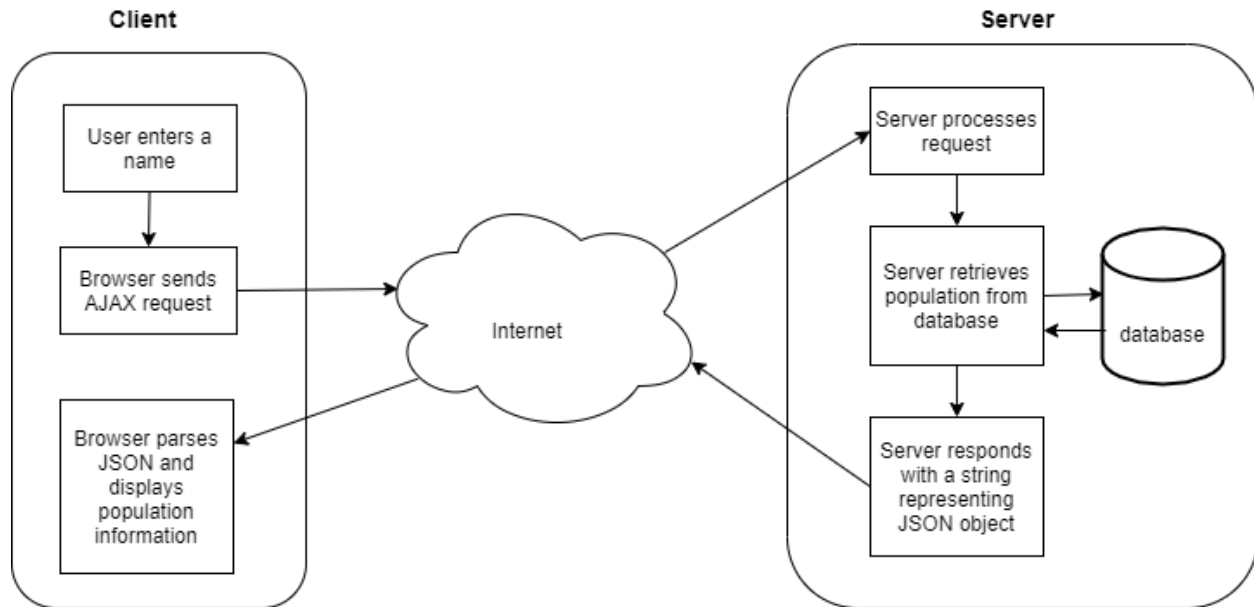 Client
Server
User enters a
name
Browser sends
AJAX request
Browser parses
JSON and
displays
population
information
Internet
Server processes
request
Server retrieves
population from
database
database
Server responds
with a string
representing
JSON object